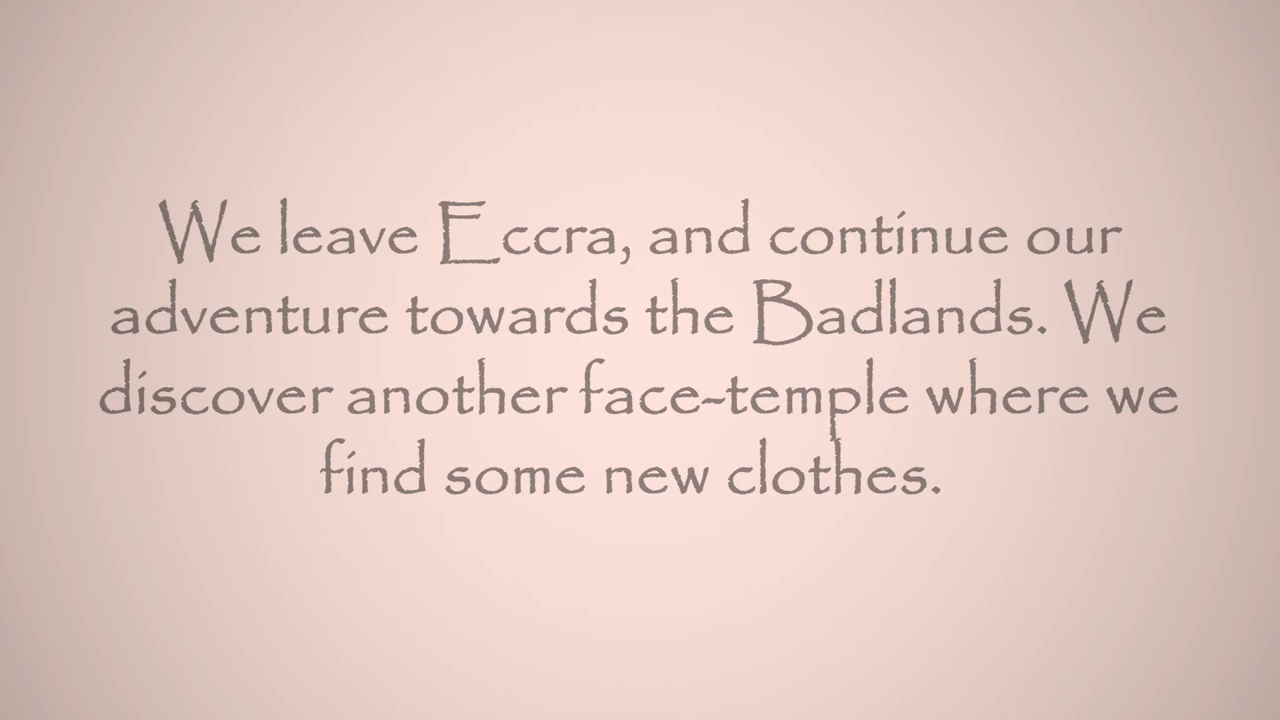 We leave Eccra, and continue our
adventure towards the Badlands. We
discover another face-temple where we
find some new clothes.